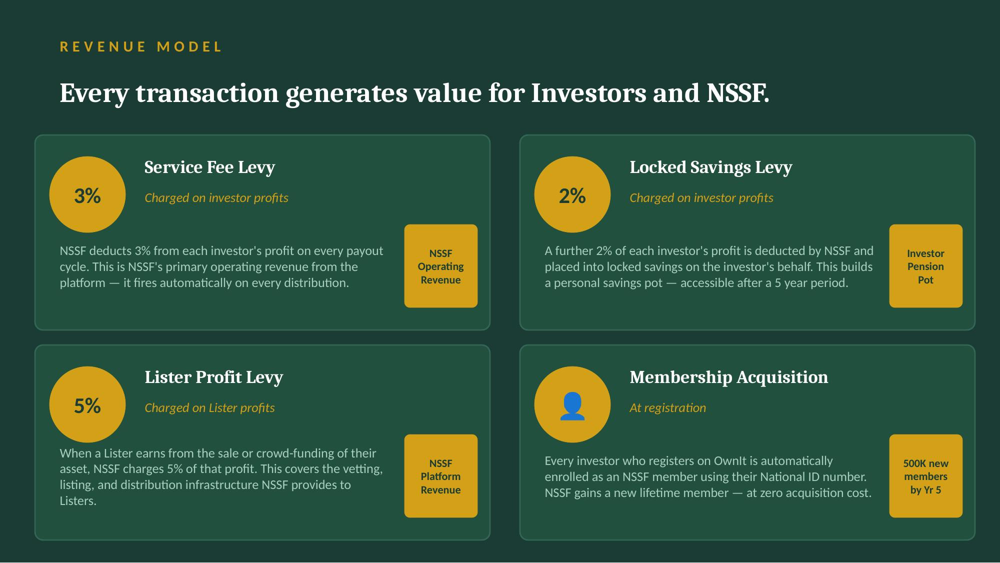 REVENUE MODEL
Every transaction generates value for Investors and NSSF.
3%
Service Fee Levy
Charged on investor profits
NSSF deducts 3% from each investor's profit on every payout
cycle. This is NSSF's primary operating revenue from the
platform — it fires automatically on every distribution.
NSSF
Operating
Revenue
2%
Locked Savings Levy
Charged on investor profits
A further 2% of each investor's profit is deducted by NSSF and
placed into locked savings on the investor's behalf. This builds
a personal savings pot — accessible after a 5 year period.
Investor
Pension
Pot
5%
Lister Profit Levy
Charged on Lister profits
When a Lister earns from the sale or crowd-funding of their
asset, NSSF charges 5% of that profit. This covers the vetting,
listing, and distribution infrastructure NSSF provides to
Listers.
NSSF
Platform
Revenue
Membership Acquisition
At registration
Every investor who registers on OwnIt is automatically
enrolled as an NSSF member using their National ID number.
NSSF gains a new lifetime member — at zero acquisition cost.
500K new
members
by Yr 5